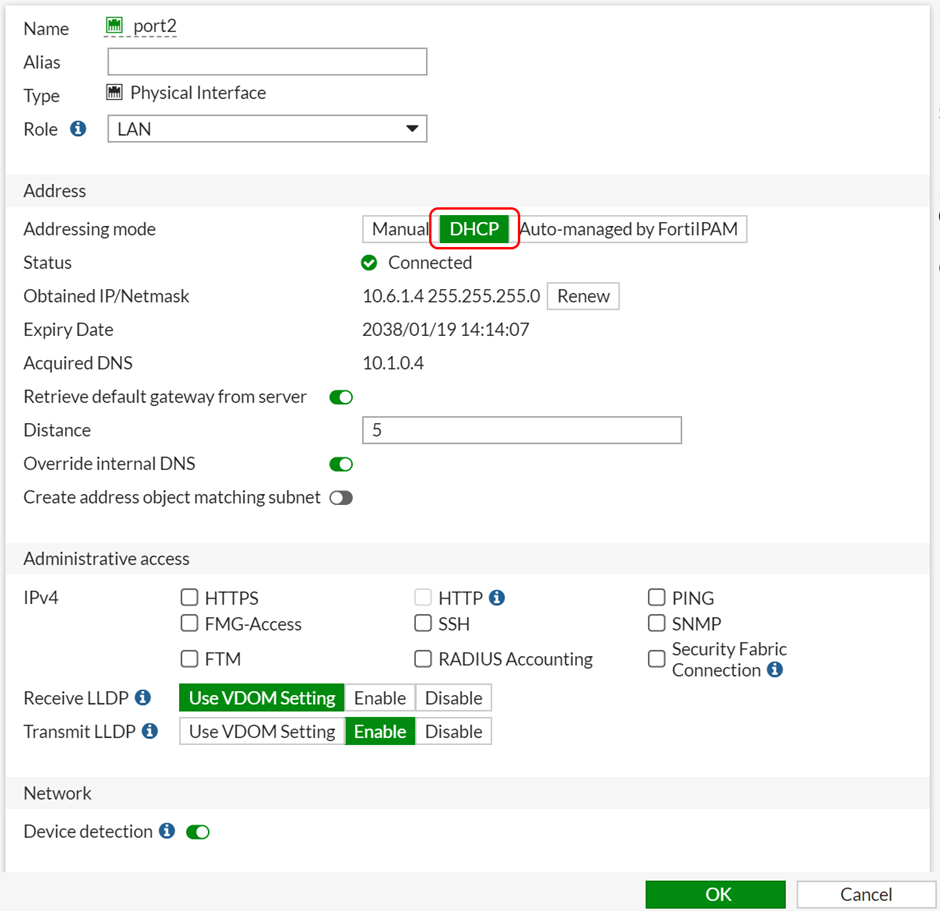 Name port2
Alias
Type Physical Interface
Role LAN
Address
Addressing mode Manual DHCP Auto-managed by FortiIPAM
Status Connected
Obtained IP/Netmask 10.6.1.4 255.255.255.0 Renew
Expiry Date 2038/01/19 14:14:07
Acquired DNS 10.1.0.4
Retrieve default gateway from server
Distance 5
Override internal DNS
Create address object matching subnet
Administrative access
IPv4 HTTPS HTTP PING
FMG-Access SSH SNMP
FTM RADIUS Accounting Security Fabric
Connection
Receive LLDP Use VDOM Setting Enable Disable
Transmit LLDP Use VDOM Setting Enable Disable
Network
Device detection
OK Cancel